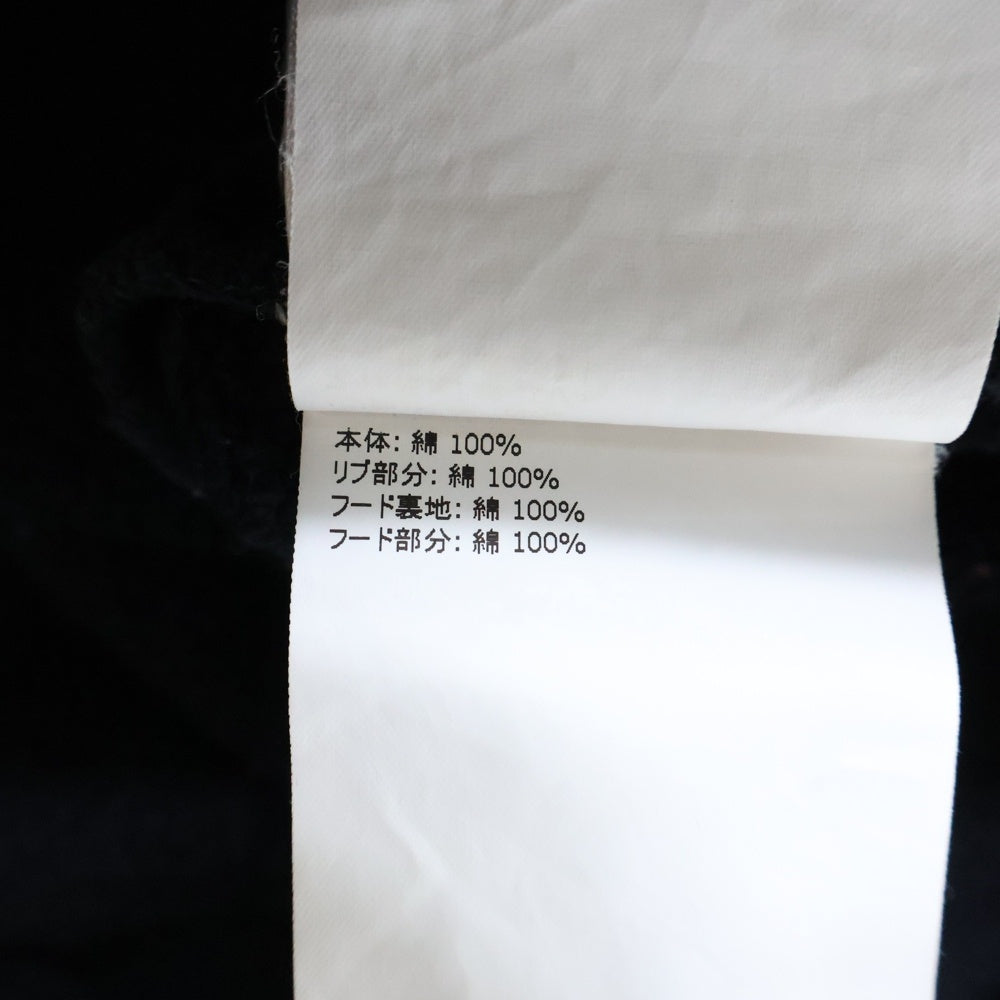 本体: 綿 100%
リブ部分: 綿 100%
フード裏地: 綿 100%
フード部分: 綿 100%